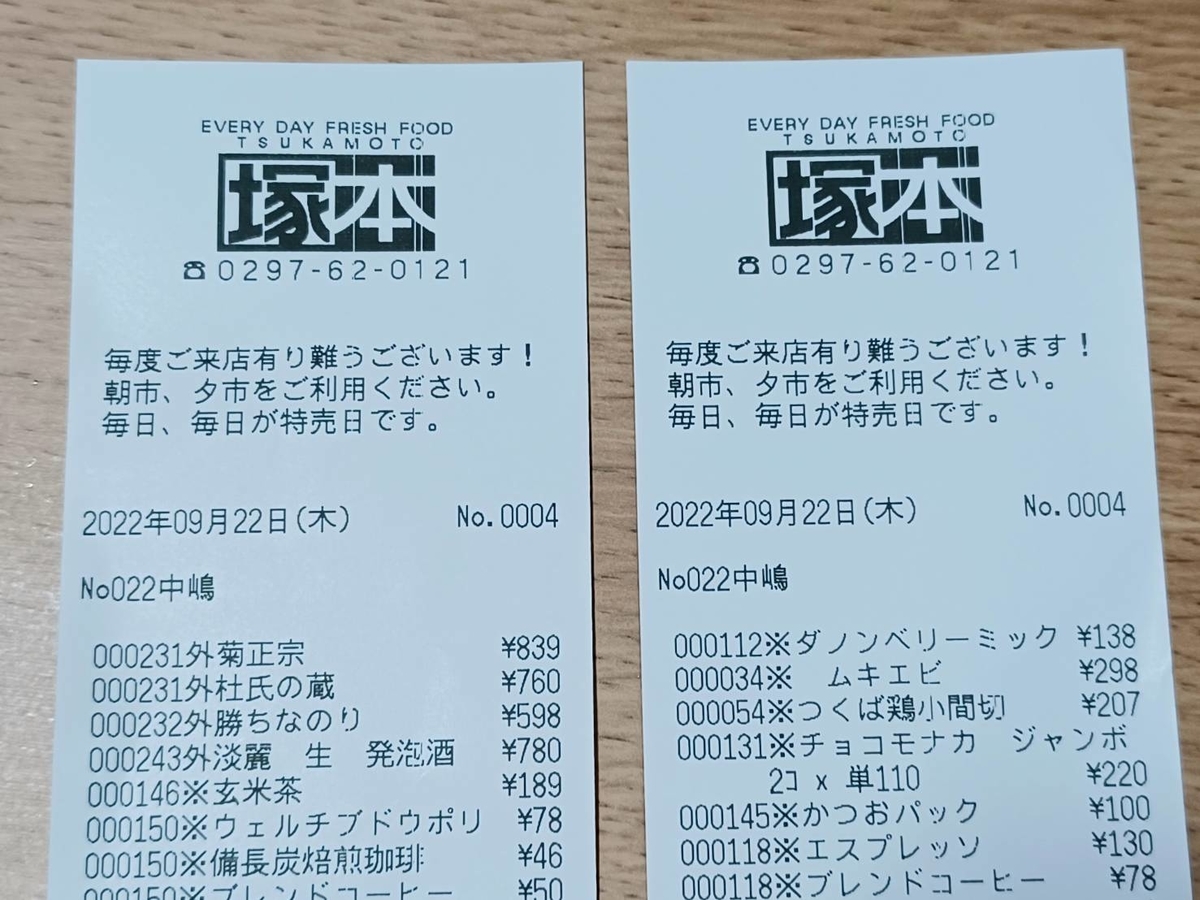 EVERY DAY FRESH FOOD
TSUKAMOTO
塚本
☎0297-62-0121
毎度ご来店有り難うございます！
朝市、夕市をご利用ください。
毎日、毎日が特売日です。
2022年09月22日(木) No.0004
No022中嶋
000231外菊正宗 ¥839
000231外杜氏の蔵 ¥760
000232外勝ちなのり ¥598
000243外淡麗 生 発泡酒 ¥780
000146※玄米茶 ¥189
000150※ウェルチブドウポリ ¥78
000150※備長炭焙煎珈琲 ¥46
000150※ブレンドコーヒー ¥50
EVERY DAY FRESH FOOD
TSUKAMOTO
塚本
☎0297-62-0121
毎度ご来店有り難うございます！
朝市、夕市をご利用ください。
毎日、毎日が特売日です。
2022年09月22日(木) No.0004
No022中嶋
000112※ダノンベリーミック ¥138
000034※ ムキエビ ¥298
000054※つくば鶏小間切 ¥207
000131※チョコモナカ ジャンボ
2コ x 単110 ¥220
000145※かつおパック ¥100
000118※エスプレッソ ¥130
000118※ブレンドコーヒー ¥78